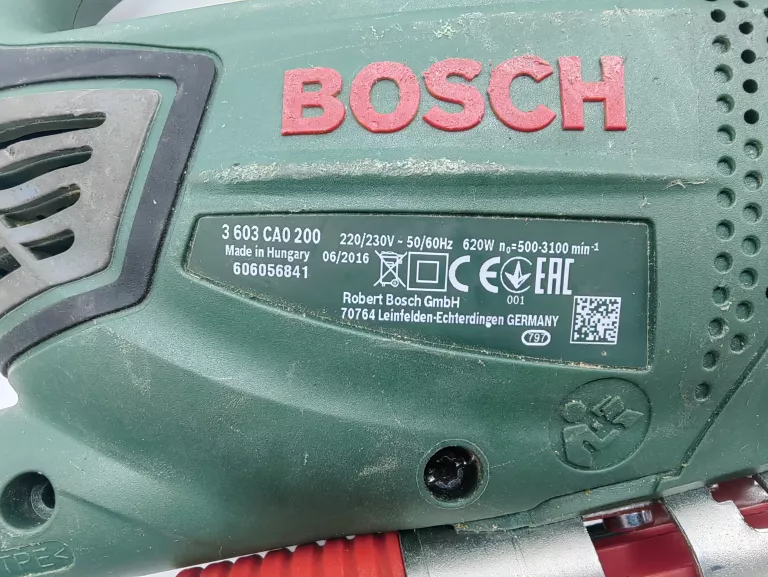 BOSCH
3 603 CA0 200
220/230V ~ 50/60Hz 620W n₀=500-3100 min⁻¹
Made in Hungary
06/2016
606056841
CE
EAC
001
Robert Bosch GmbH
70764 Leinfelden-Echterdingen GERMANY
797
TPE<